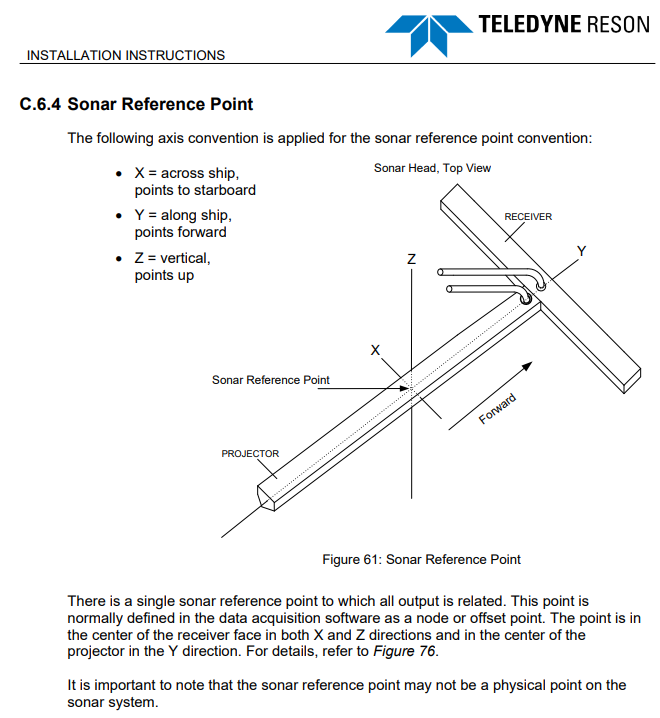 TELEDYNE RESON
INSTALLATION INSTRUCTIONS
C.6.4 Sonar Reference Point
The following axis convention is applied for the sonar reference point convention:
• X = across ship,
points to starboard
• Y = along ship,
points forward
• Z = vertical,
points up
Sonar Head, Top View
RECEIVER
Y
Z
X
Sonar Reference Point
Forward
PROJECTOR
Figure 61: Sonar Reference Point
There is a single sonar reference point to which all output is related. This point is
normally defined in the data acquisition software as a node or offset point. The point is in
the center of the receiver face in both X and Z directions and in the center of the
projector in the Y direction. For details, refer to Figure 76.
It is important to note that the sonar reference point may not be a physical point on the
sonar system.